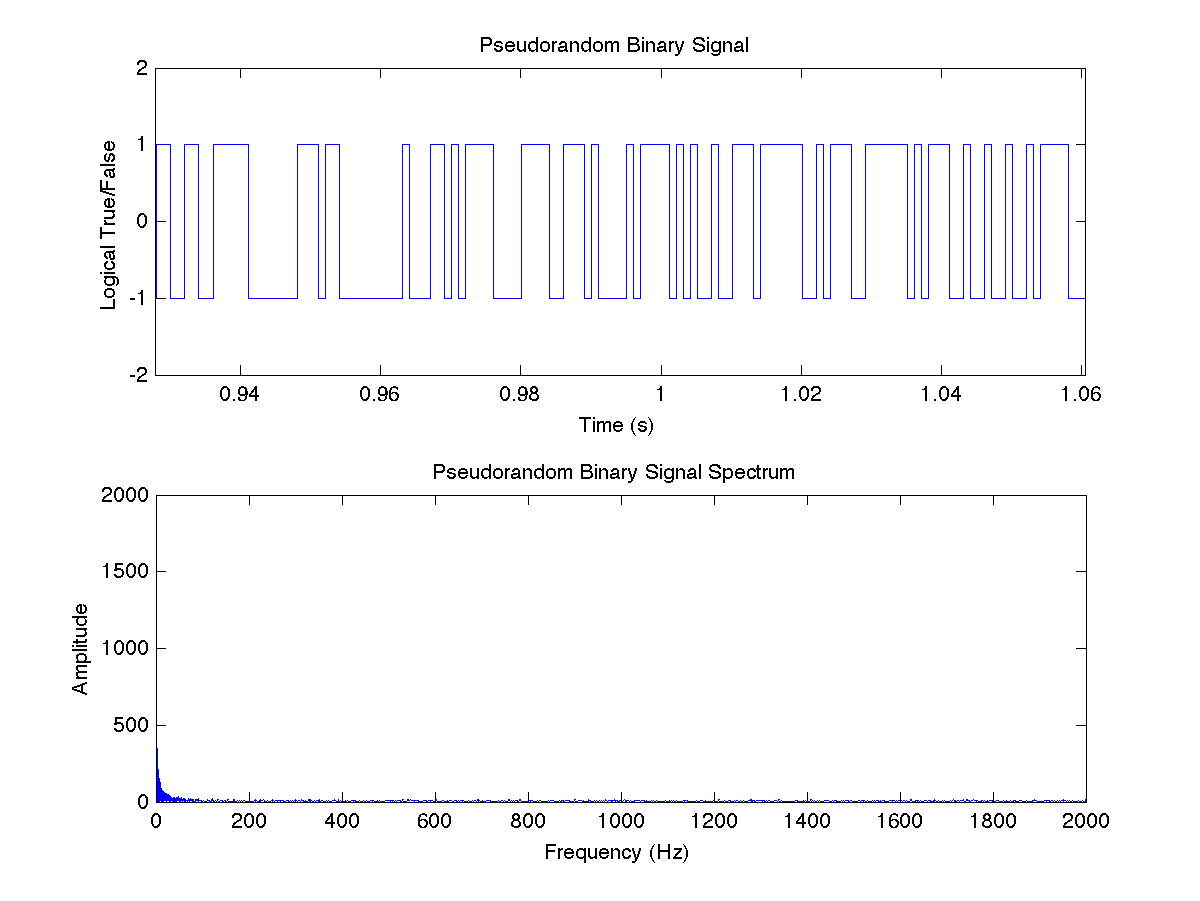 Pseudorandom Binary Signal
2
1
0
-1
-2
Logical True/False
0.94 0.96 0.98 1 1.02 1.04 1.06
Time (s)
Pseudorandom Binary Signal Spectrum
2000
1500
1000
500
0
Amplitude
0 200 400 600 800 1000 1200 1400 1600 1800 2000
Frequency (Hz)